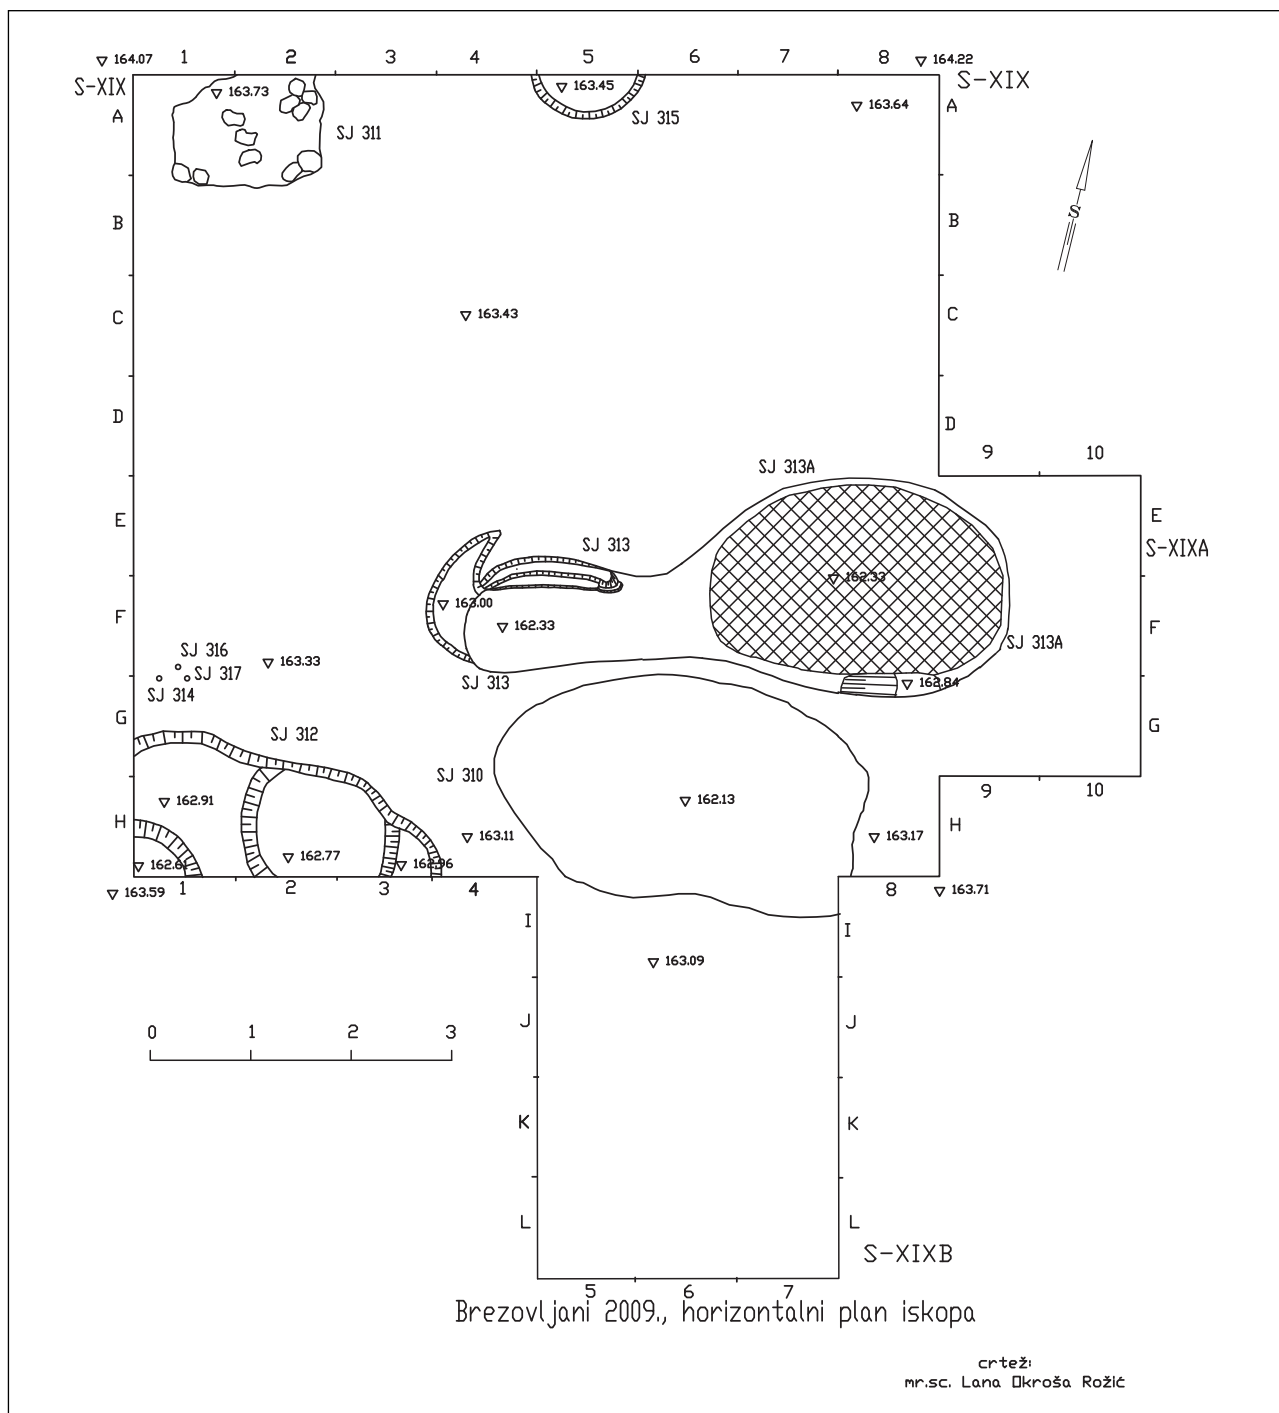 164.07 1 2 3 4 5 6 7 8 164.22
S-XIX S-XIX
163.73 163.45 163.64
A A
SJ 311 SJ 315
S
B B
C 163.43 C
D D
9 10
SJ 313A
E E
SJ 313 S-XIXA
162.33
163.00
F 162.33 F
SJ 316 163.33 SJ 313A
SJ 317 SJ 313 162.84
SJ 314
G SJ 312 G
SJ 310
162.91 162.13 9 10
H 163.11 163.17 H
162.61 162.77 162.96
163.59 1 2 3 4 8 163.71
I I
163.09
0 1 2 3 J J
K K
L L
S-XIXB
5 6 7
Brezovljani 2009., horizontalni plan iskopa
crtež:
mr.sc. Lana Okroša Rožić